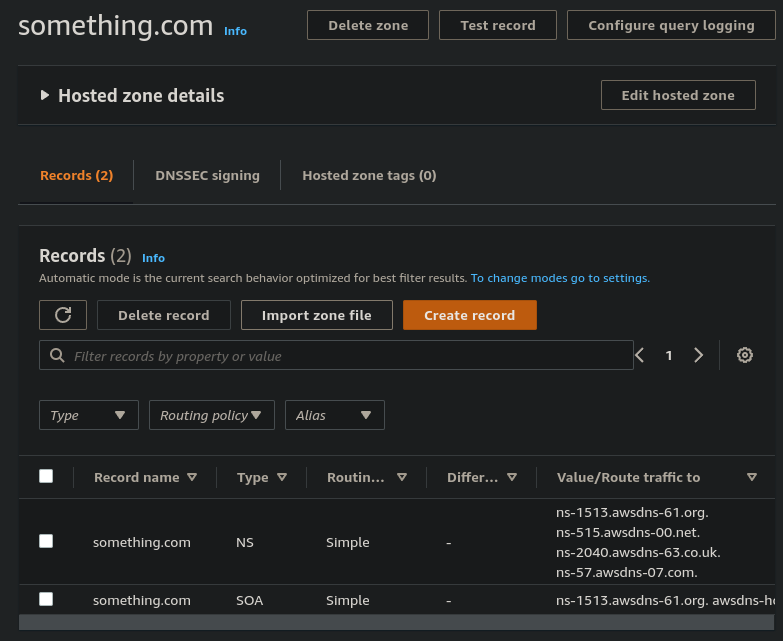 something.com Info Delete zone Test record Configure query logging
Hosted zone details Edit hosted zone
Records (2) DNSSEC signing Hosted zone tags (0)
Records (2) Info
Automatic mode is the current search behavior optimized for best filter results. To change modes go to settings.
Delete record Import zone file Create record
Filter records by property or value 1
Type Routing policy Alias
Record name Type Routin... Differ... Value/Route traffic to
ns-1513.awsdns-61.org.
ns-515.awsdns-00.net.
something.com NS Simple -
ns-2040.awsdns-63.co.uk.
ns-57.awsdns-07.com.
something.com SOA Simple - ns-1513.awsdns-61.org.